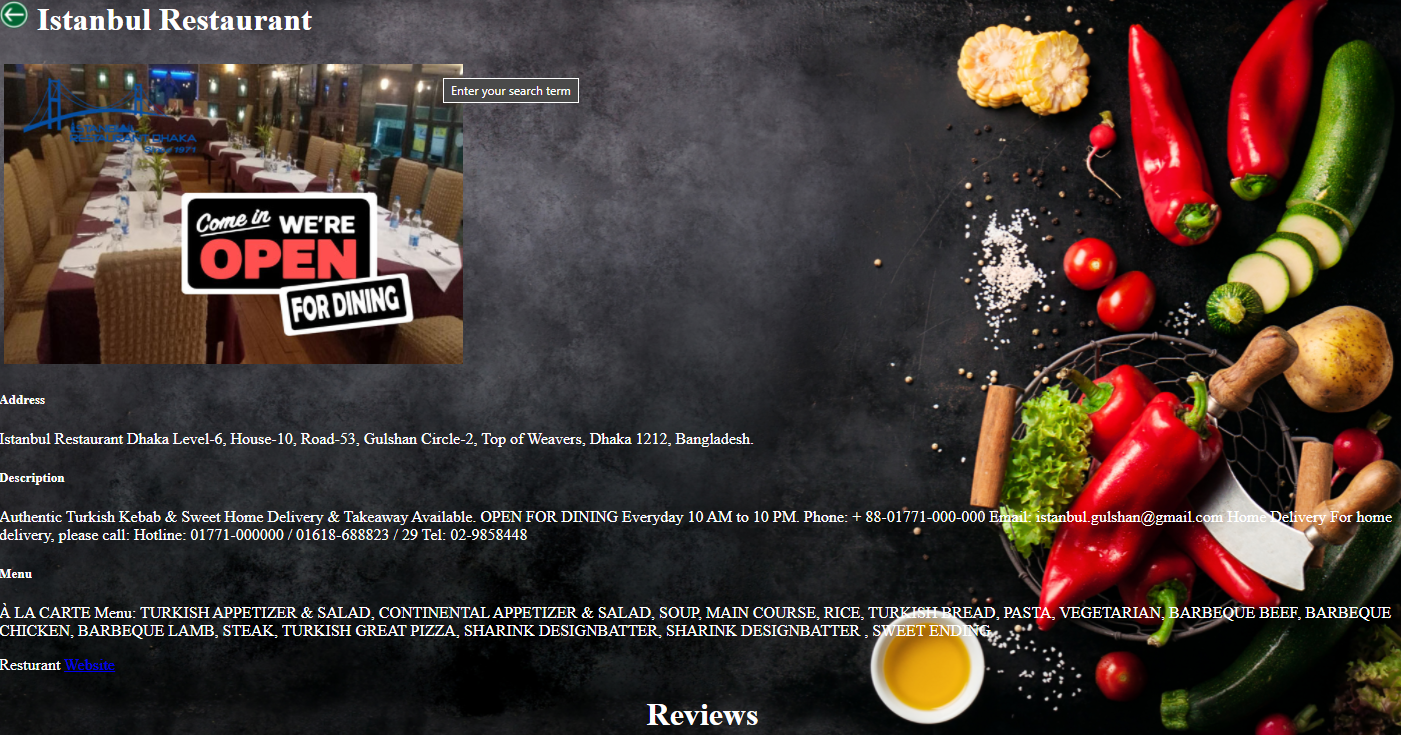 Istanbul Restaurant
Enter your search term
ISTANBUL
RESTAURANT DHAKA
Since 1971
Come in WE'RE
OPEN
FOR DINING
Address
Istanbul Restaurant Dhaka Level-6, House-10, Road-53, Gulshan Circle-2, Top of Weavers, Dhaka 1212, Bangladesh.
Description
Authentic Turkish Kebab & Sweet Home Delivery & Takeaway Available. OPEN FOR DINING Everyday 10 AM to 10 PM. Phone: + 88-01771-000-000 Email: istanbul.gulshan@gmail.com Home Delivery For home
delivery, please call: Hotline: 01771-000000 / 01618-688823 / 29 Tel: 02-9858448
Menu
À LA CARTE Menu: TURKISH APPETIZER & SALAD, CONTINENTAL APPETIZER & SALAD, SOUP, MAIN COURSE, RICE, TURKISH BREAD, PASTA, VEGETARIAN, BARBEQUE BEEF, BARBEQUE
CHICKEN, BARBEQUE LAMB, STEAK, TURKISH GREAT PIZZA, SHARINK DESIGNBATTER, SHARINK DESIGNBATTER , SWEET ENDING.
Resturant Website
Reviews